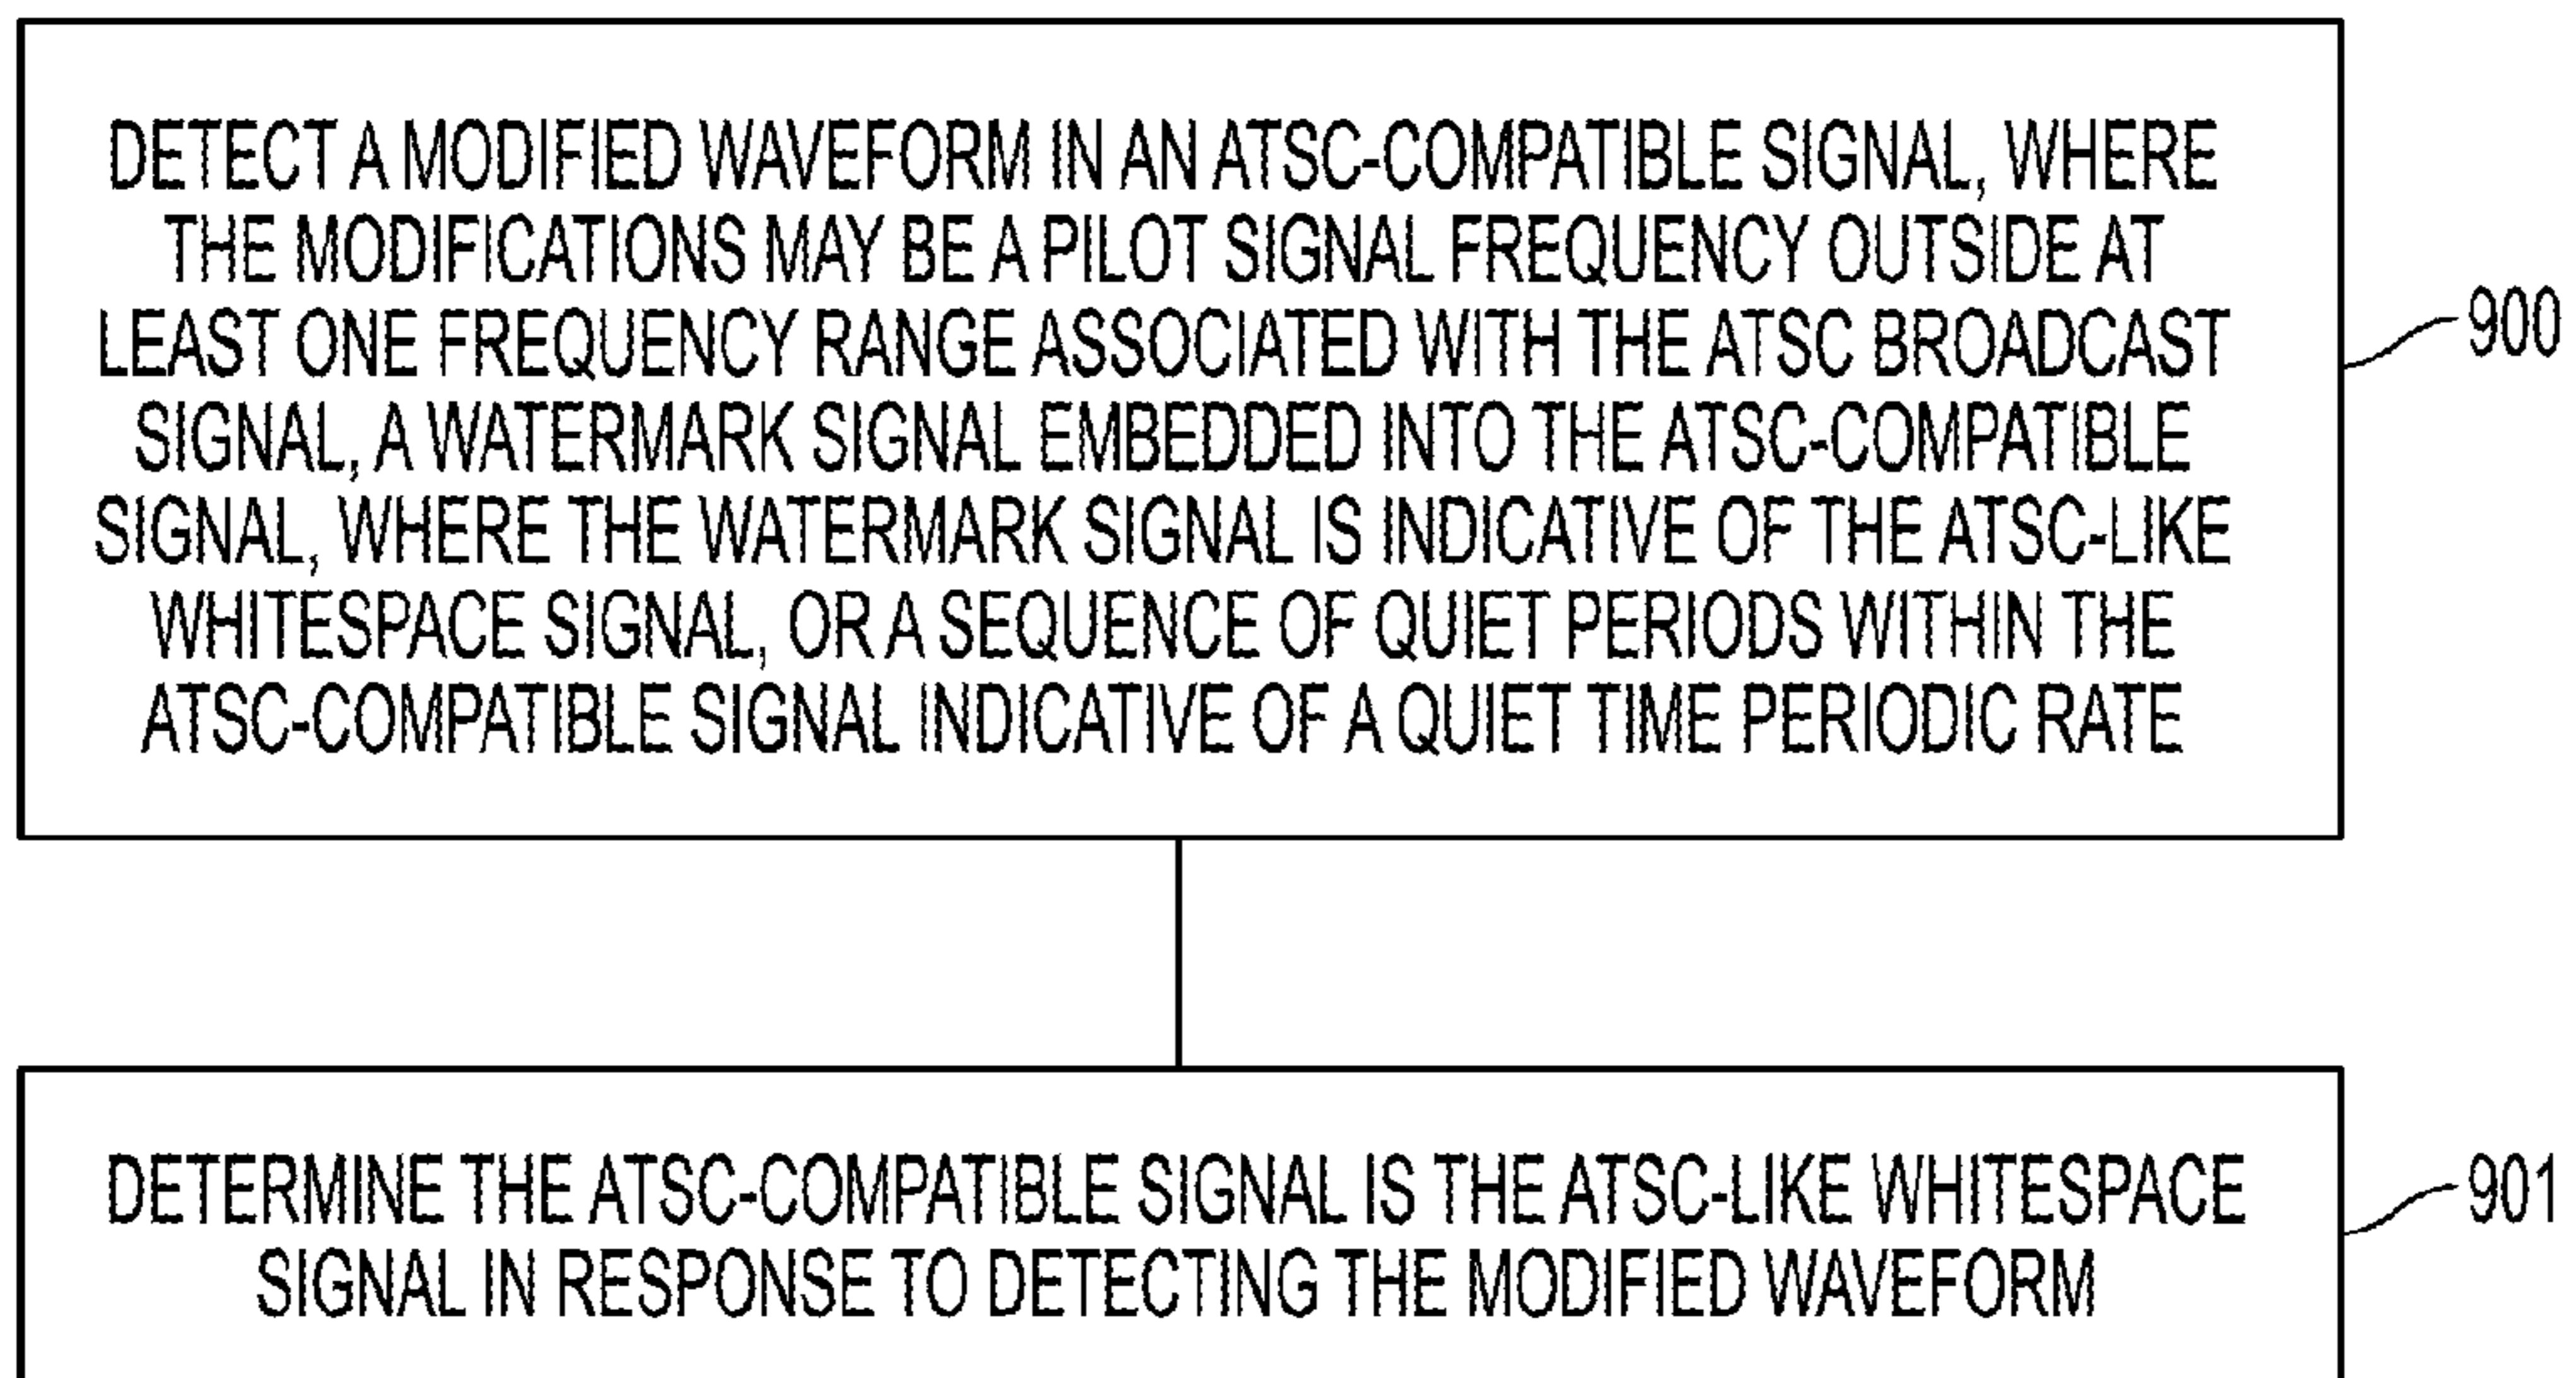 DETECT A MODIFIED WAVEFORM IN AN ATSC-COMPATIBLE SIGNAL, WHERE
THE MODIFICATIONS MAY BE A PILOT SIGNAL FREQUENCY OUTSIDE AT
LEAST ONE FREQUENCY RANGE ASSOCIATED WITH THE ATSC BROADCAST
SIGNAL, A WATERMARK SIGNAL EMBEDDED INTO THE ATSC-COMPATIBLE
SIGNAL, WHERE THE WATERMARK SIGNAL IS INDICATIVE OF THE ATSC-LIKE
WHITESPACE SIGNAL, OR A SEQUENCE OF QUIET PERIODS WITHIN THE
ATSC-COMPATIBLE SIGNAL INDICATIVE OF A QUIET TIME PERIODIC RATE
900
DETERMINE THE ATSC-COMPATIBLE SIGNAL IS THE ATSC-LIKE WHITESPACE
SIGNAL IN RESPONSE TO DETECTING THE MODIFIED WAVEFORM
901